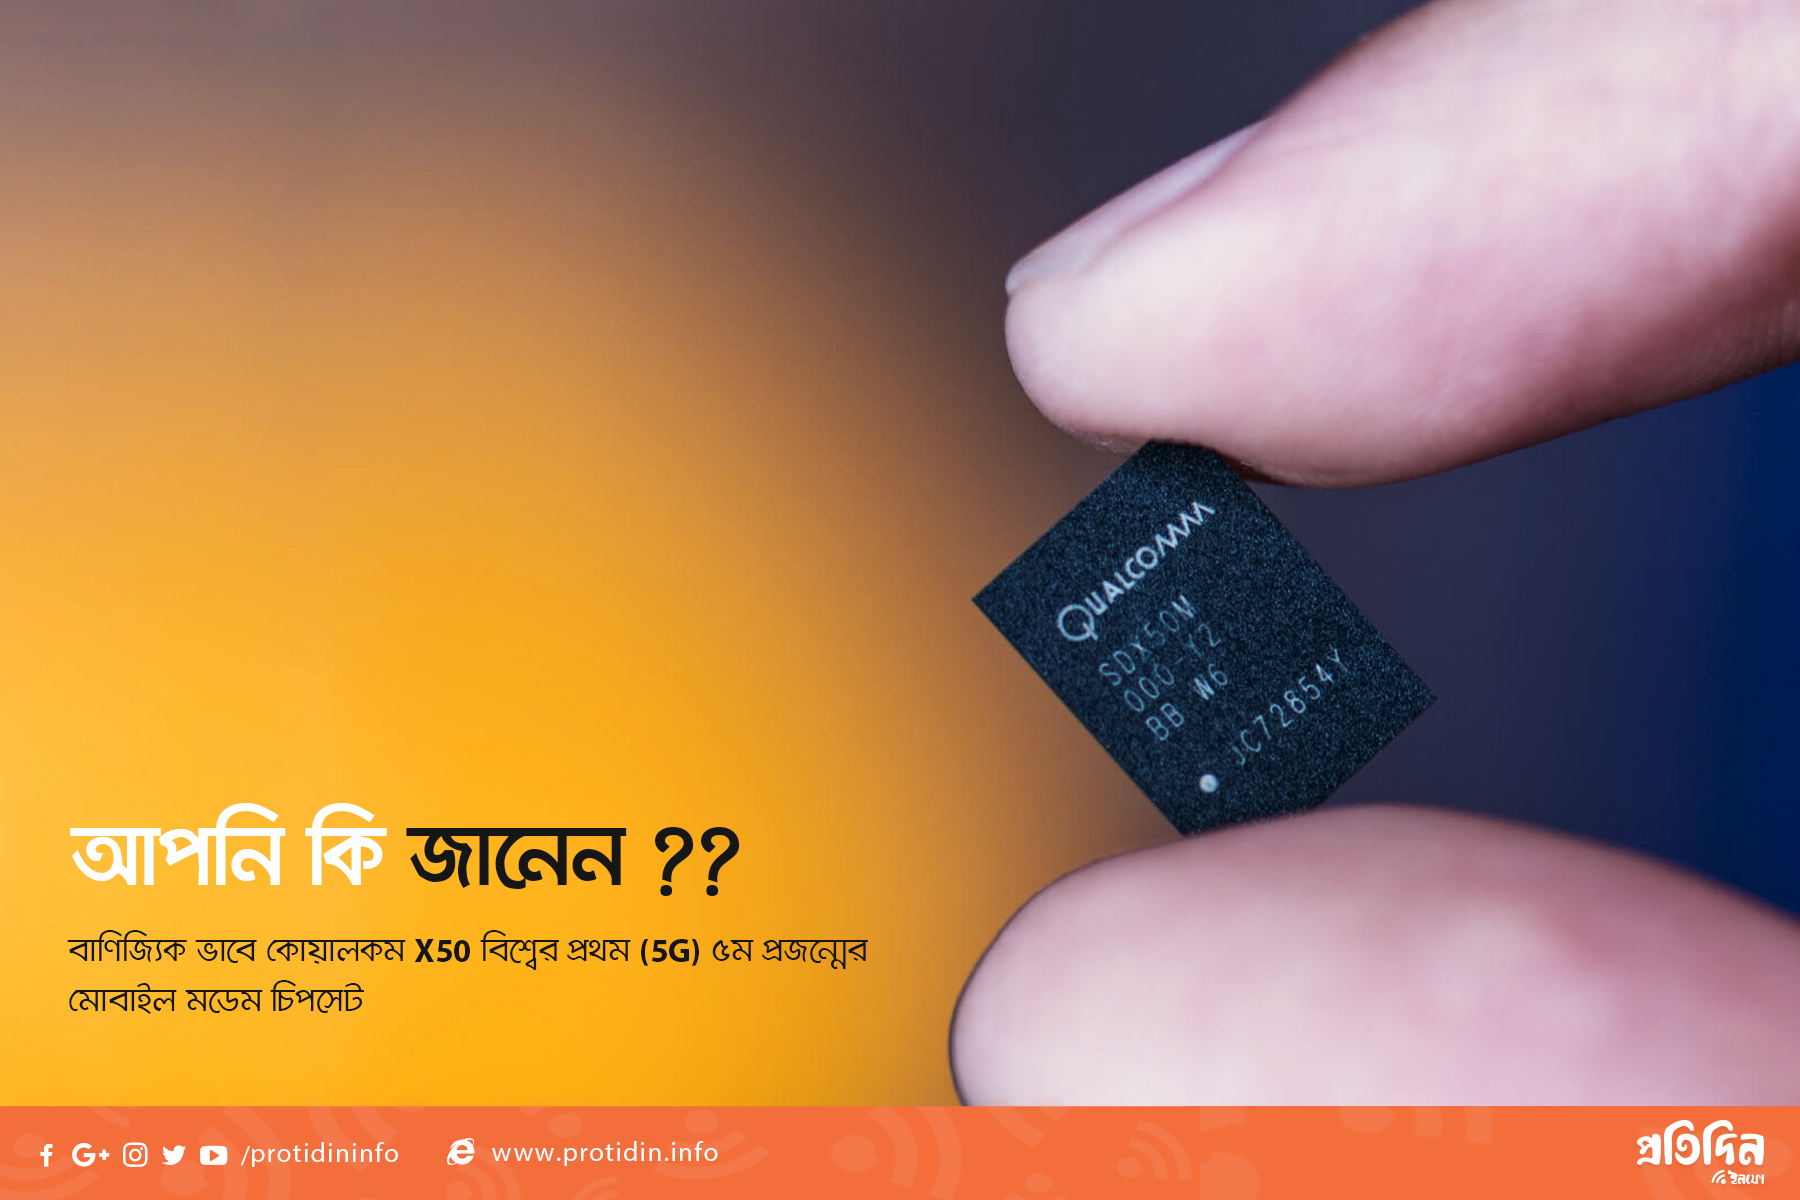 QUALCOMM
SDX50M
000-Y2
BB W6
JC72854Y
আপনি কি জানেন ??
বাণিজ্যিক ভাবে কোয়ালকম X50 বিশ্বের প্রথম (5G) ৫ম প্রজন্মের
মোবাইল মডেম চিপসেট
/protidininfo
www.protidin.info
প্রতিদিন
ইনফো